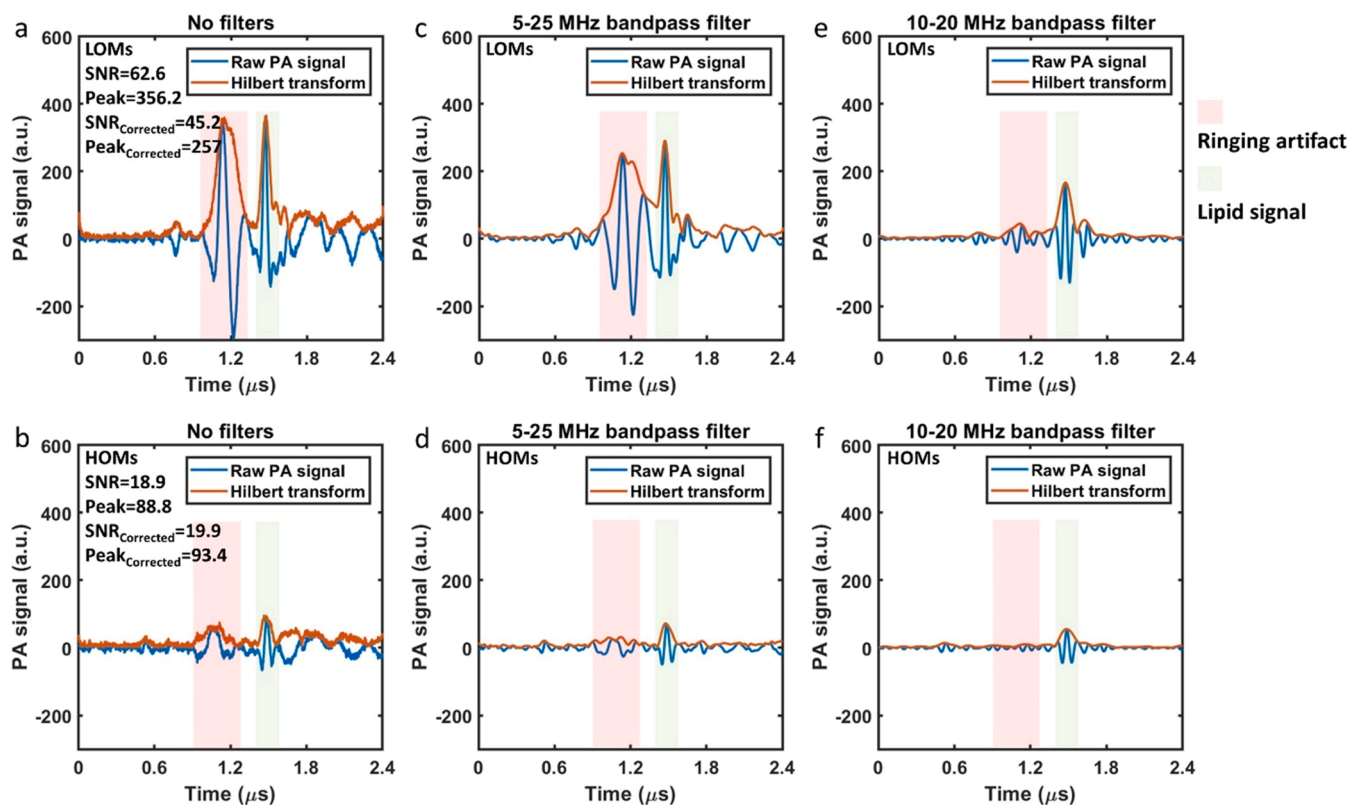 a
No filters
LOMs
SNR=62.6
Peak=356.2
SNRCorrected=45.2
PeakCorrected=257
Raw PA signal
Hilbert transform
600
400
200
0
-200
PA signal (a.u.)
0 0.6 1.2 1.8 2.4
Time (μs)
c
5-25 MHz bandpass filter
LOMs
Raw PA signal
Hilbert transform
600
400
200
0
-200
PA signal (a.u.)
0 0.6 1.2 1.8 2.4
Time (μs)
e
10-20 MHz bandpass filter
LOMs
Raw PA signal
Hilbert transform
600
400
200
0
-200
PA signal (a.u.)
0 0.6 1.2 1.8 2.4
Time (μs)
Ringing artifact
Lipid signal
b
No filters
HOMs
SNR=18.9
Peak=88.8
SNRCorrected=19.9
PeakCorrected=93.4
Raw PA signal
Hilbert transform
600
400
200
0
-200
PA signal (a.u.)
0 0.6 1.2 1.8 2.4
Time (μs)
d
5-25 MHz bandpass filter
HOMs
Raw PA signal
Hilbert transform
600
400
200
0
-200
PA signal (a.u.)
0 0.6 1.2 1.8 2.4
Time (μs)
f
10-20 MHz bandpass filter
HOMs
Raw PA signal
Hilbert transform
600
400
200
0
-200
PA signal (a.u.)
0 0.6 1.2 1.8 2.4
Time (μs)